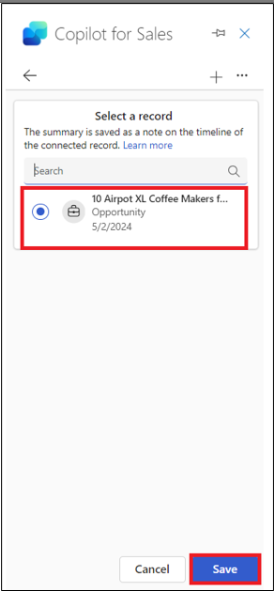 Copilot for Sales
Select a record
The summary is saved as a note on the timeline of
the connected record. Learn more
Search
10 Airpot XL Coffee Makers f...
Opportunity
5/2/2024
Cancel
Save